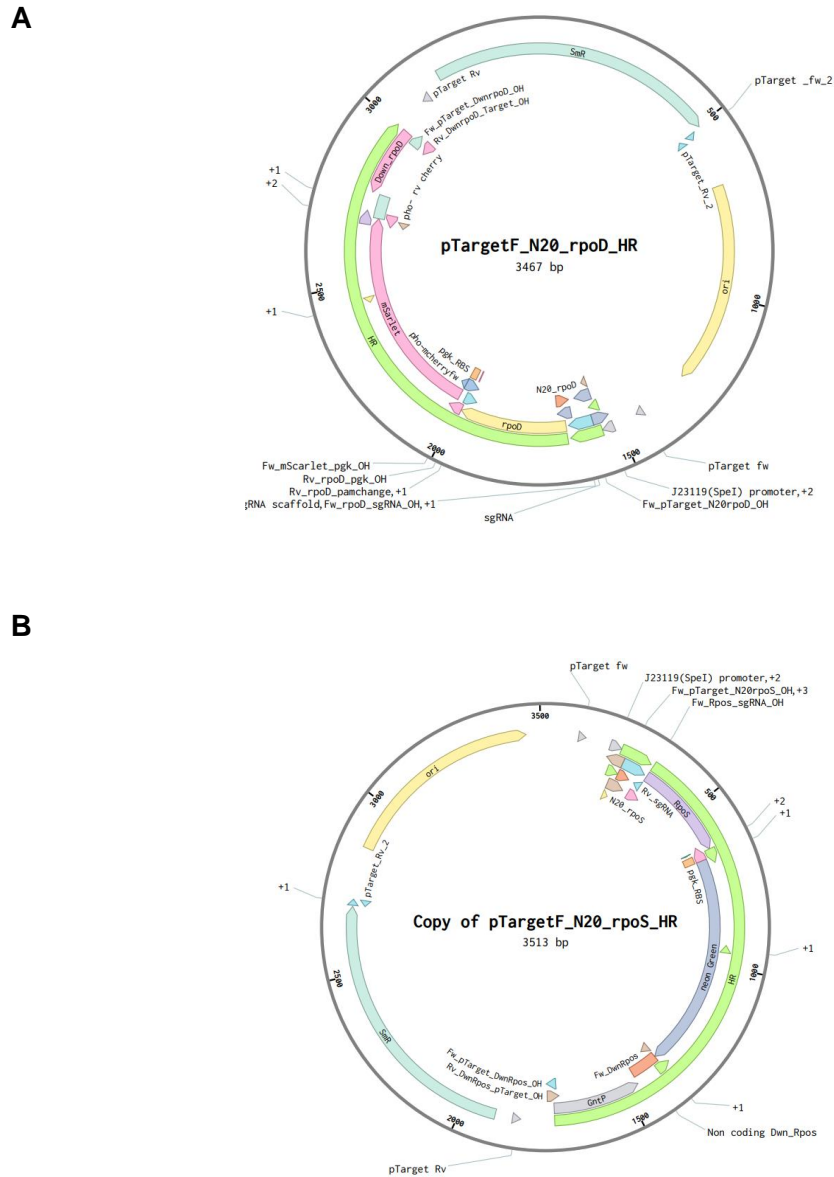 A
SmR
pTarget Rv
pTarget _fw_2
Fw_pTarget_DwnrpoD_OH
Rv_DwnrpoD_Target_OH
3000
500
Down_rpoD
pTarget_Rv_2
+1
+2
pho- rv cherry
pTargetF_N20_rpoD_HR
3467 bp
ori
2500
1000
+1
mSarlet
HR
pho-mcherryfw
pgk_RBS
N20_rpoD
rpoD
2000
1500
pTarget fw
Fw_mScarlet_pgk_OH
Rv_rpoD_pgk_OH
Rv_rpoD_pamchange,+1
gRNA scaffold,Fw_rpoD_sgRNA_OH,+1
J23119(SpeI) promoter,+2
Fw_pTarget_N20rpoD_OH
sgRNA
B
pTarget fw
J23119(SpeI) promoter,+2
Fw_pTarget_N20rpoS_OH,+3
Fw_Rpos_sgRNA_OH
3500
ori
3000
Rv_sgRNA
RpoS
500
N20_rpoS
+2
+1
pTarget_Rv_2
pgk_RBS
+1
Copy of pTargetF_N20_rpoS_HR
3513 bp
neon Green
+1
2500
HR
1000
SmR
Fw_pTarget_DwnRpos_OH
Rv_DwnRpos_pTarget_OH
Fw_DwnRpos
GntP
+1
2000
1500
Non coding Dwn_Rpos
pTarget Rv